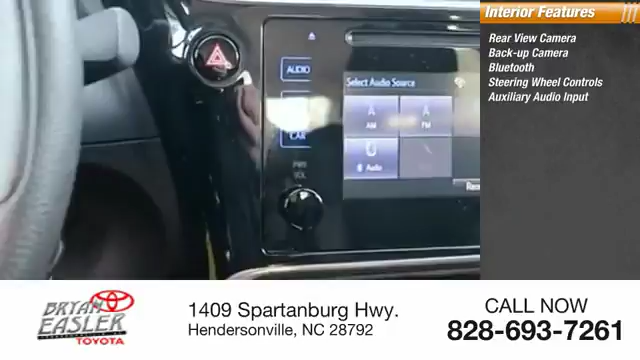 Interior Features
Rear View Camera
Back-up Camera
Bluetooth
Steering Wheel Controls
Auxiliary Audio Input
AUDIO
CAR
PWR
VOL
Select Audio Source
AM
FM
Audio
BRYAN
EASLER
TOYOTA
1409 Spartanburg Hwy.
Hendersonville, NC 28792
CALL NOW
828-693-7261